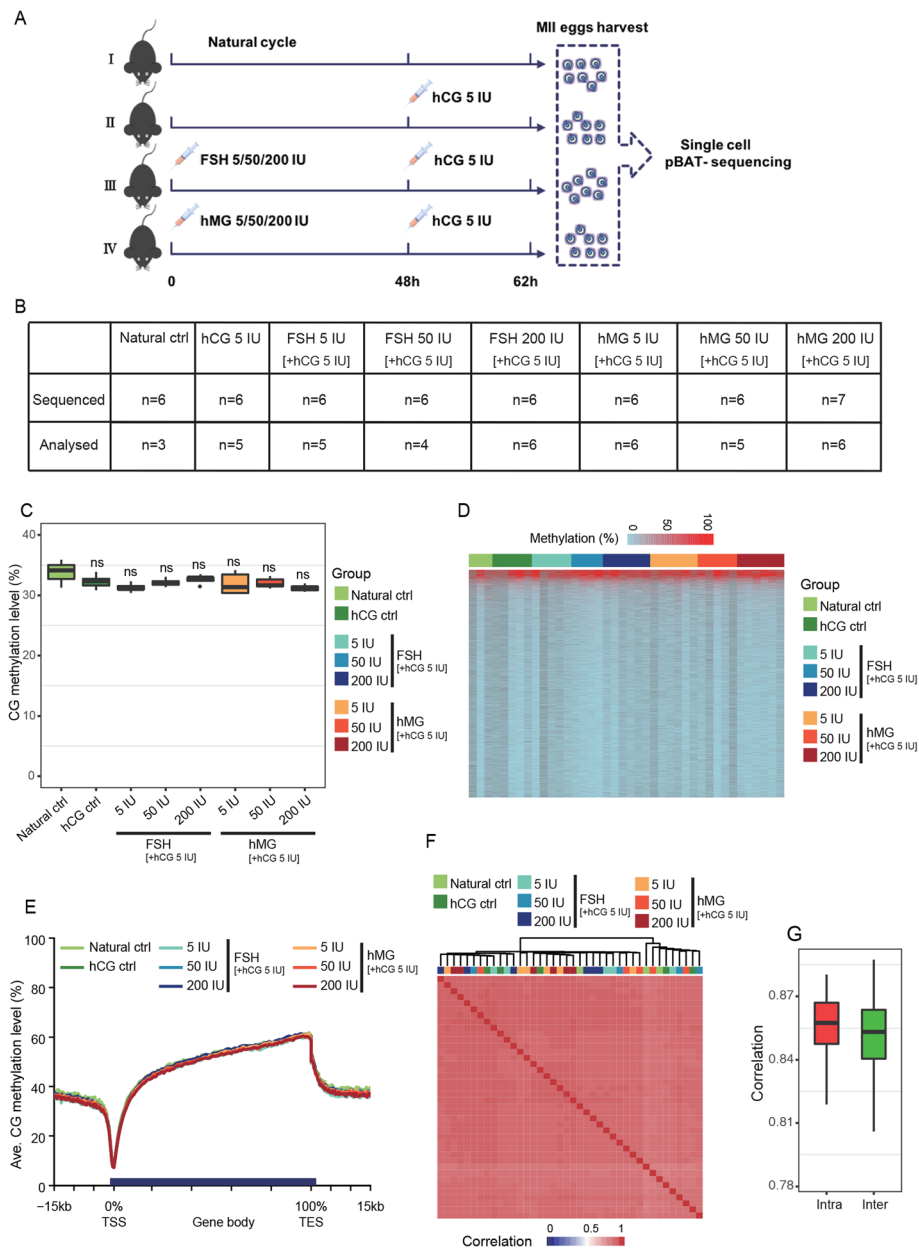 A
Natural cycle
MII eggs harvest
I
hCG 5 IU
II
FSH 5/50/200 IU
hCG 5 IU
Single cell
pBAT- sequencing
III
hMG 5/50/200 IU
hCG 5 IU
IV
0
48h
62h
B
Natural ctrl
hCG 5 IU
FSH 5 IU
[+hCG 5 IU]
FSH 50 IU
[+hCG 5 IU]
FSH 200 IU
[+hCG 5 IU]
hMG 5 IU
[+hCG 5 IU]
hMG 50 IU
[+hCG 5 IU]
hMG 200 IU
[+hCG 5 IU]
Sequenced
n=6
n=6
n=6
n=6
n=6
n=6
n=6
n=7
Analysed
n=3
n=5
n=5
n=4
n=6
n=6
n=5
n=6
C
CG methylation lelvel (%)
40
30
20
10
0
ns
ns
ns
ns
ns
ns
ns
Natural ctrl
hCG ctrl
5 IU
50 IU
200 IU
5 IU
50 IU
200 IU
FSH
[+hCG 5 IU]
hMG
[+hCG 5 IU]
Group
Natural ctrl
hCG ctrl
5 IU
50 IU
200 IU
FSH
[+hCG 5 IU]
5 IU
50 IU
200 IU
hMG
[+hCG 5 IU]
D
Methylation (%)
0
50
100
Group
Natural ctrl
hCG ctrl
5 IU
50 IU
200 IU
FSH
[+hCG 5 IU]
5 IU
50 IU
200 IU
hMG
[+hCG 5 IU]
E
Ave. CG methylation level (%)
100
80
60
40
20
0
Natural ctrl
hCG ctrl
5 IU
50 IU
200 IU
FSH
[+hCG 5 IU]
5 IU
50 IU
200 IU
hMG
[+hCG 5 IU]
−15kb
0%
TSS
Gene body
100%
TES
15kb
F
Natural ctrl
hCG ctrl
5 IU
50 IU
200 IU
FSH
[+hCG 5 IU]
5 IU
50 IU
200 IU
hMG
[+hCG 5 IU]
Correlation
0
0.5
1
G
Correlation
0.87
0.84
0.81
0.78
Intra
Inter